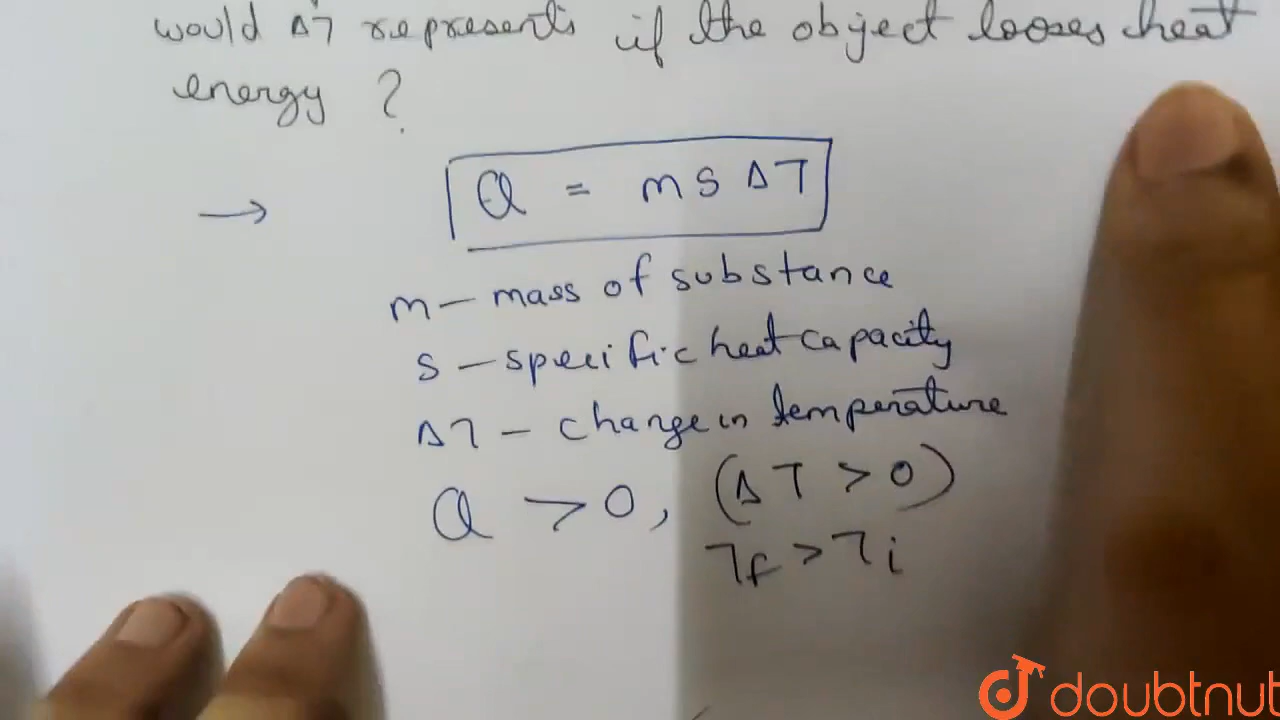 would ΔT represents if the object looses heat
energy ?
→ Q = m s ΔT
m — mass of substance
s — specific heat capacity
ΔT — change in temperature
Q > 0, (ΔT > 0)
Tf > Ti
doubtnut